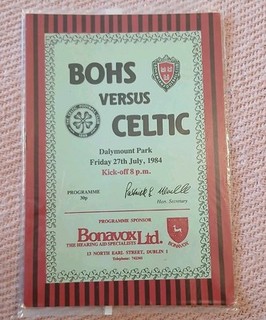 BOHS
VERSUS
CELTIC
Dalymount Park
Friday 27th July, 1984
Kick-off 8 p.m.
PROGRAMME
30p
Hon. Secretary
PROGRAMME SPONSOR
Bonavox Ltd.
THE HEARING AID SPECIALISTS
BONAVOX
15 NORTH EARL STREET, DUBLIN 1